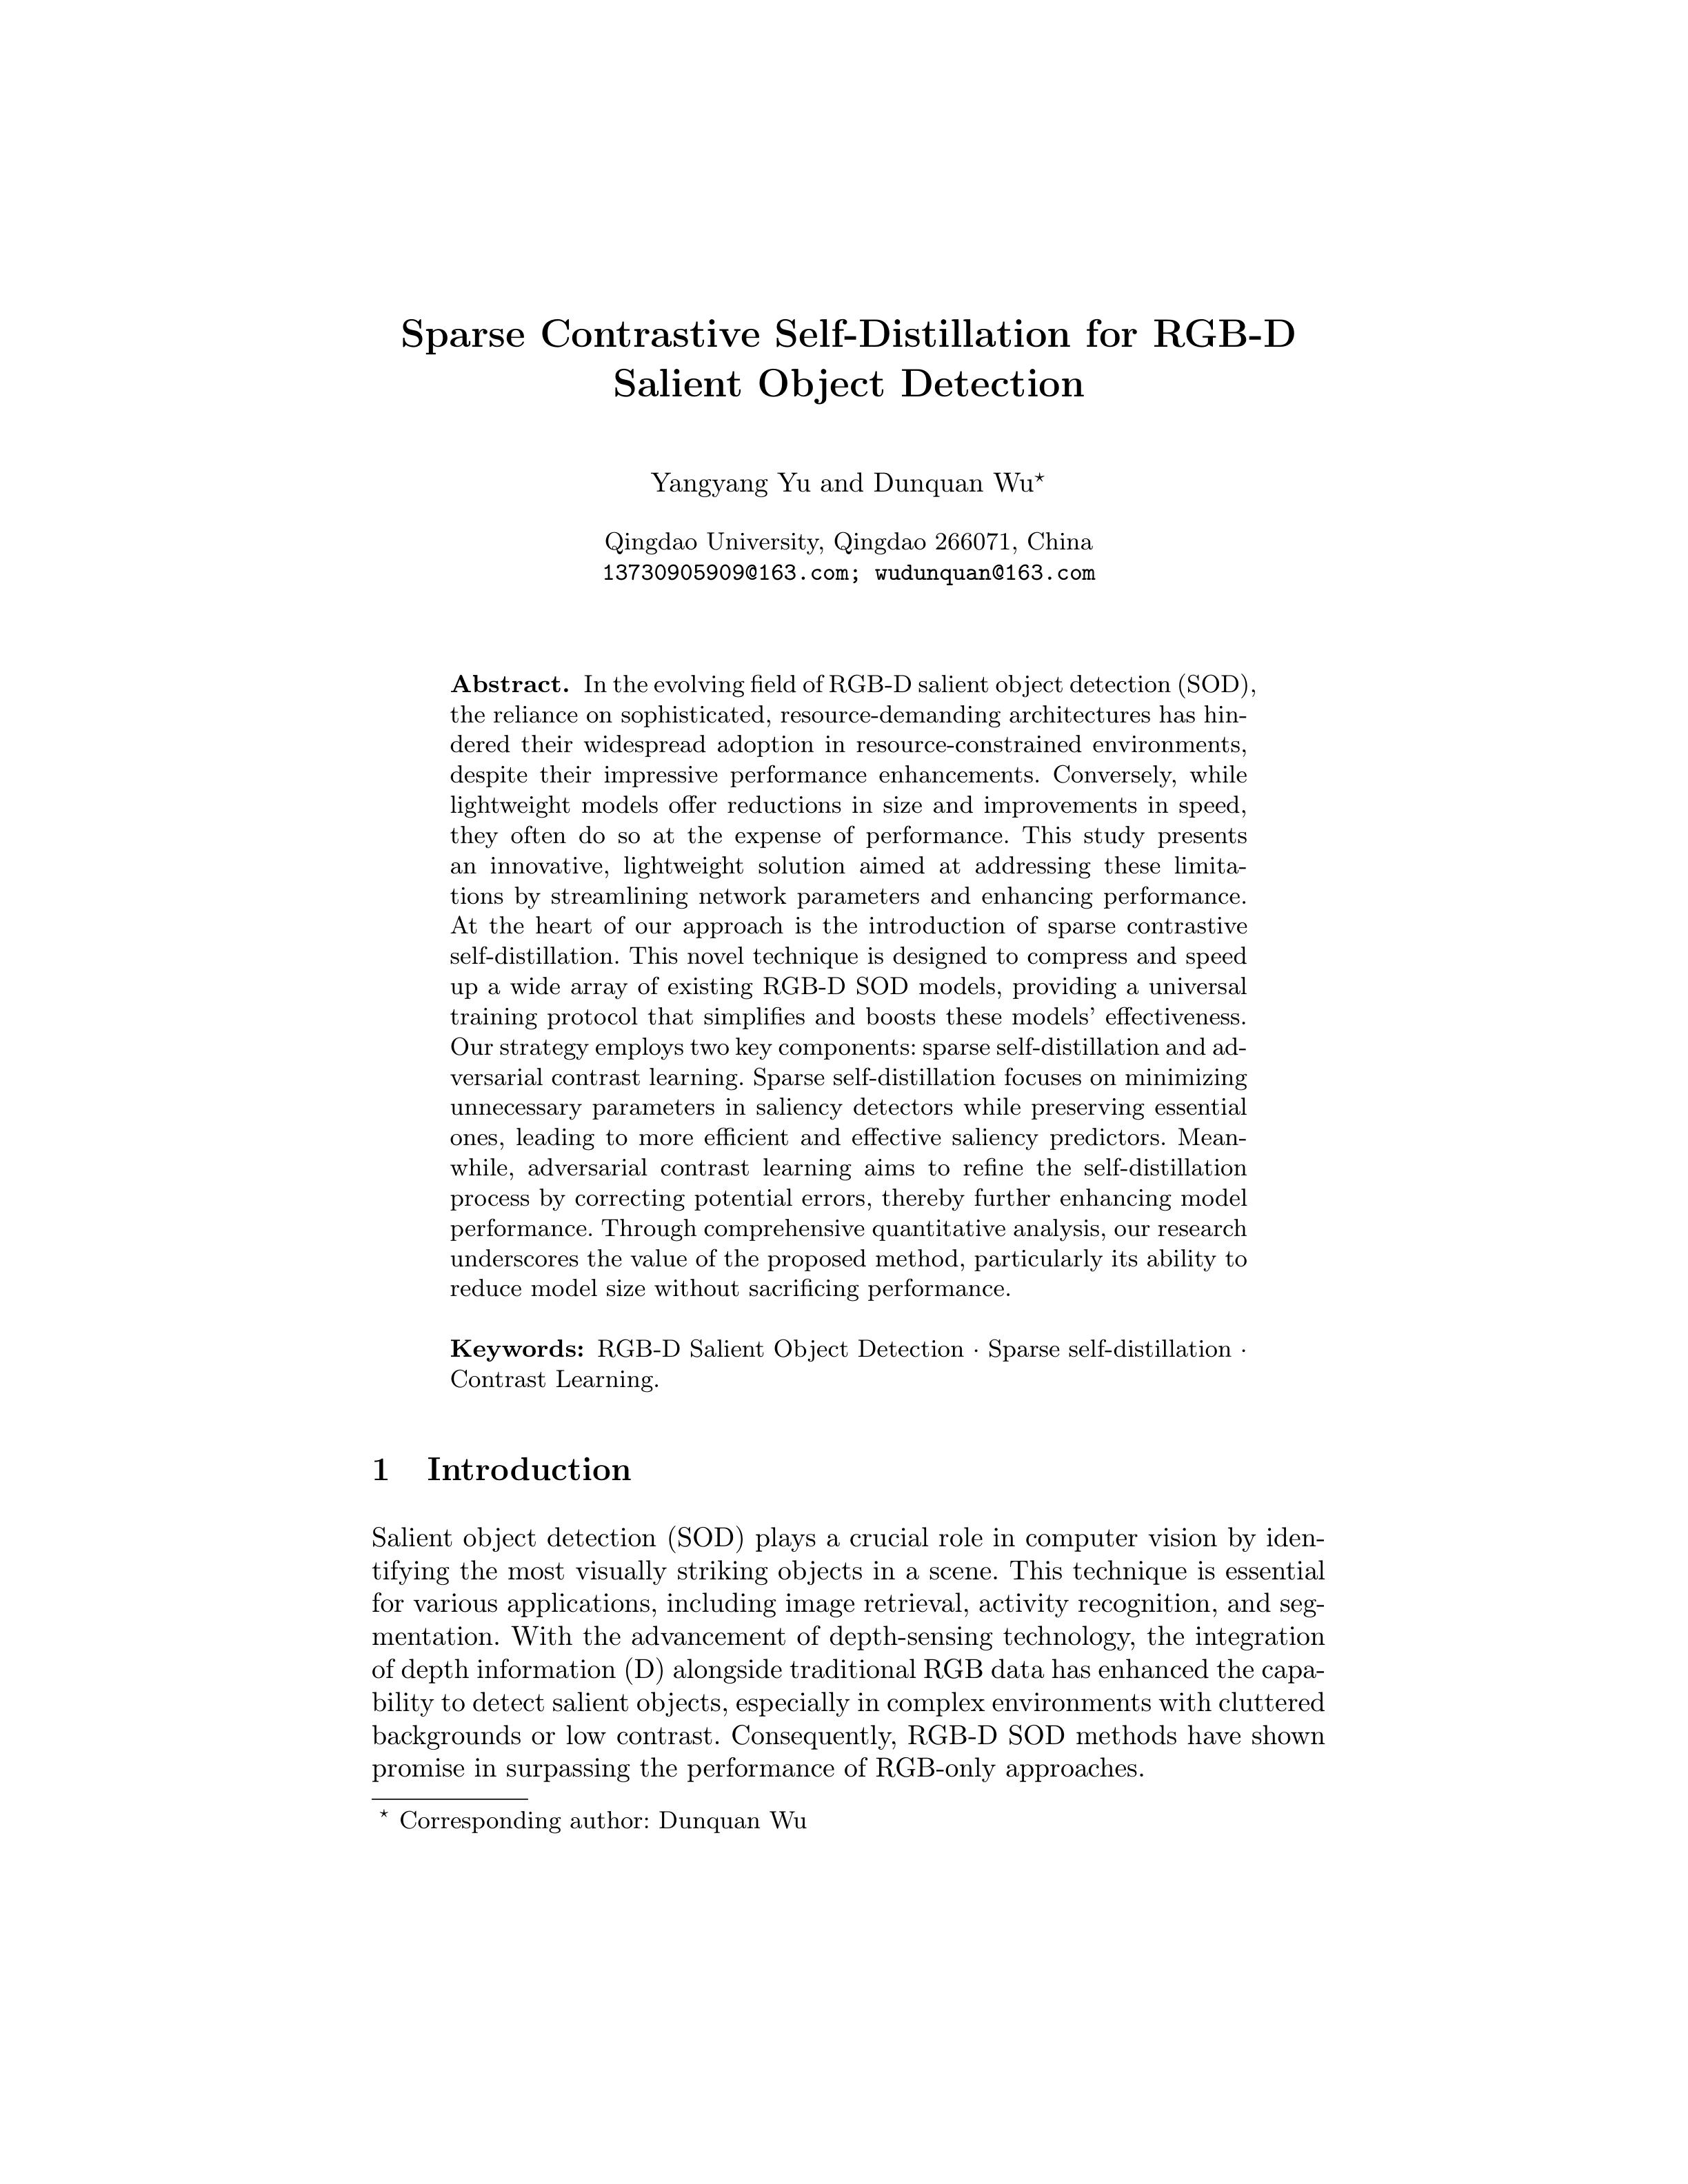 Sparse Contrastive Self-Distillation for RGB-D
Salient Object Detection
Yangyang Yu and Dunquan Wu⋆
Qingdao University, Qingdao 266071, China
13730905909@163.com; wudunquan@163.com
Abstract. In the evolving field of RGB-D salient object detection (SOD),
the reliance on sophisticated, resource-demanding architectures has hin-
dered their widespread adoption in resource-constrained environments,
despite their impressive performance enhancements. Conversely, while
lightweight models offer reductions in size and improvements in speed,
they often do so at the expense of performance. This study presents
an innovative, lightweight solution aimed at addressing these limita-
tions by streamlining network parameters and enhancing performance.
At the heart of our approach is the introduction of sparse contrastive
self-distillation. This novel technique is designed to compress and speed
up a wide array of existing RGB-D SOD models, providing a universal
training protocol that simplifies and boosts these models' effectiveness.
Our strategy employs two key components: sparse self-distillation and ad-
versarial contrast learning. Sparse self-distillation focuses on minimizing
unnecessary parameters in saliency detectors while preserving essential
ones, leading to more efficient and effective saliency predictors. Mean-
while, adversarial contrast learning aims to refine the self-distillation
process by correcting potential errors, thereby further enhancing model
performance. Through comprehensive quantitative analysis, our research
underscores the value of the proposed method, particularly its ability to
reduce model size without sacrificing performance.
Keywords: RGB-D Salient Object Detection · Sparse self-distillation ·
Contrast Learning.
1 Introduction
Salient object detection (SOD) plays a crucial role in computer vision by iden-
tifying the most visually striking objects in a scene. This technique is essential
for various applications, including image retrieval, activity recognition, and seg-
mentation. With the advancement of depth-sensing technology, the integration
of depth information (D) alongside traditional RGB data has enhanced the capa-
bility to detect salient objects, especially in complex environments with cluttered
backgrounds or low contrast. Consequently, RGB-D SOD methods have shown
promise in surpassing the performance of RGB-only approaches.
⋆ Corresponding author: Dunquan Wu